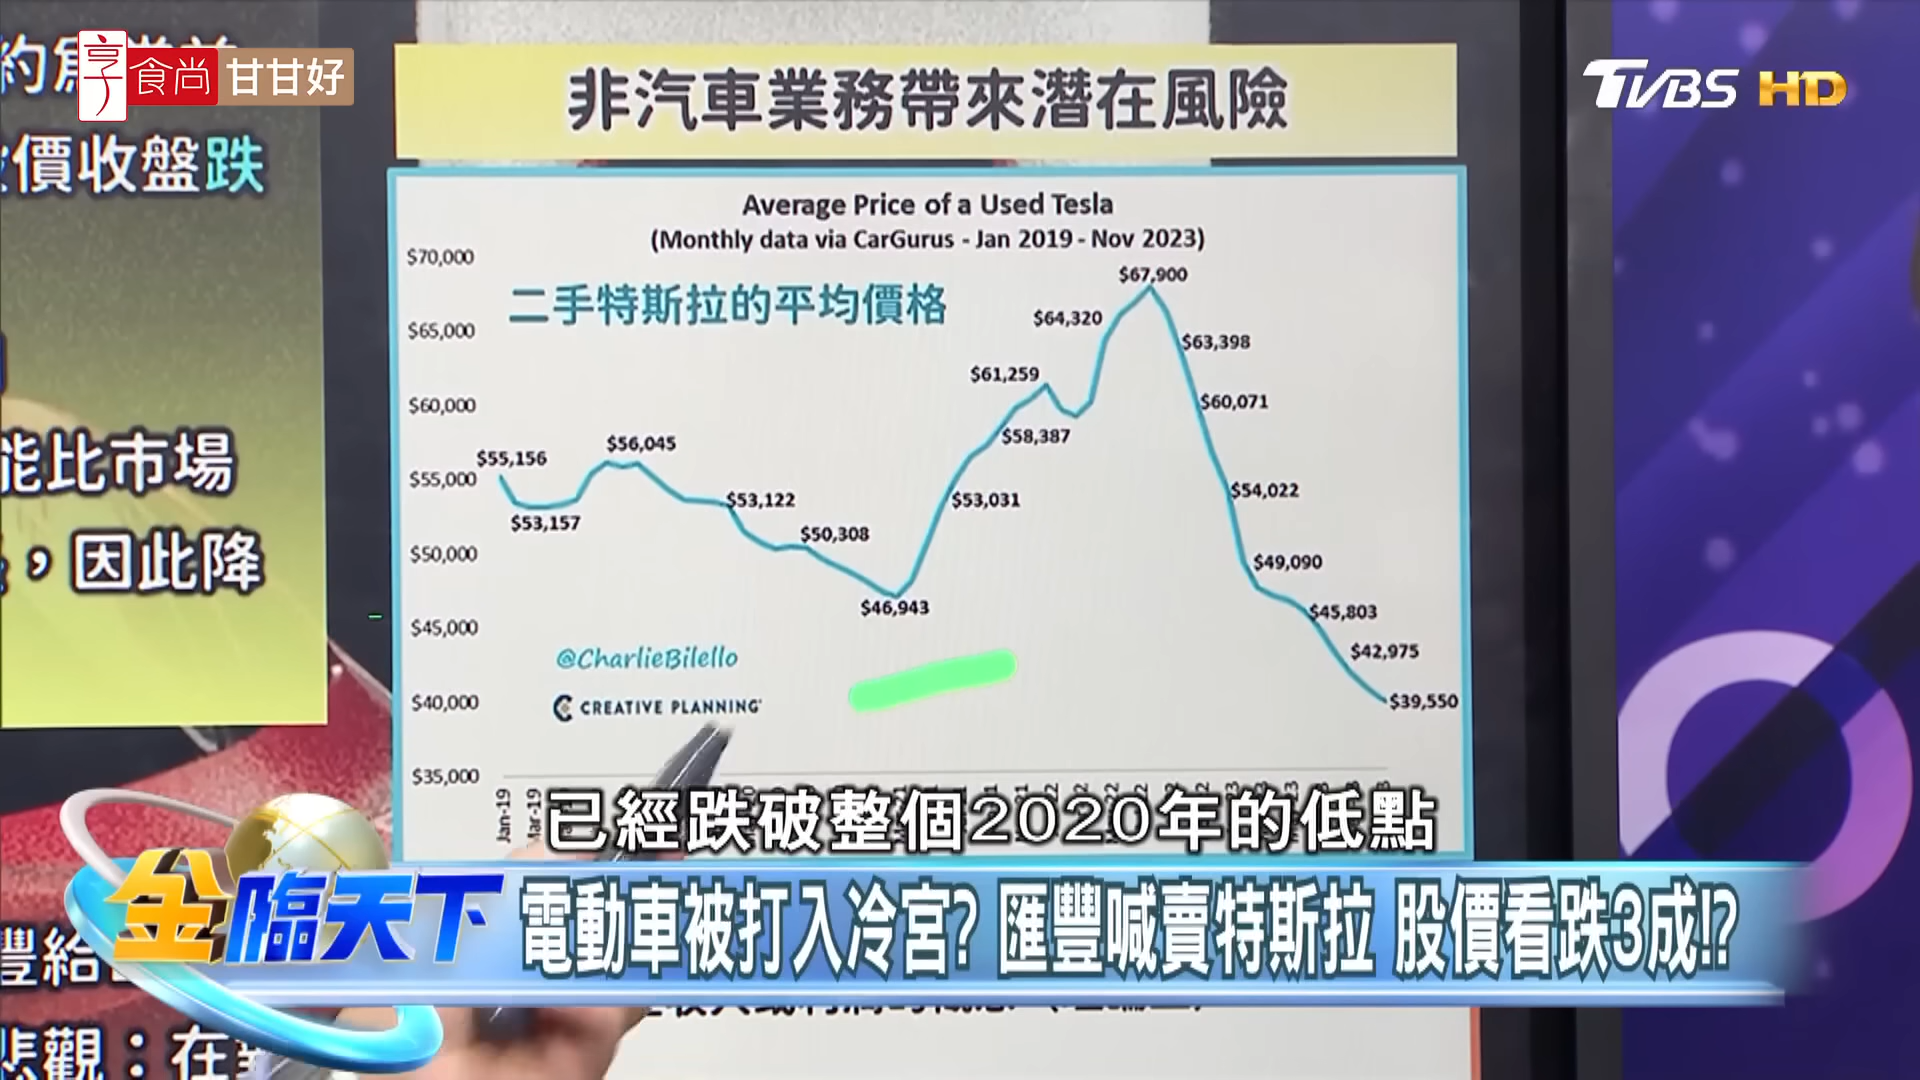 享食尚 甘甘好
TVBS HD
價收盤跌
能比市場
，因此降
豐給
悲觀：在
非汽車業務帶來潛在風險
Average Price of a Used Tesla
(Monthly data via CarGurus - Jan 2019 - Nov 2023)
二手特斯拉的平均價格
$70,000
$65,000
$60,000
$55,000
$50,000
$45,000
$40,000
$35,000
$55,156
$53,157
$56,045
$53,122
$50,308
$46,943
$53,031
$58,387
$61,259
$64,320
$67,900
$63,398
$60,071
$54,022
$49,090
$45,803
$42,975
$39,550
@CharlieBilello
CREATIVE PLANNING
Jan-19
已經跌破整個2020年的低點
金臨天下
電動車被打入冷宮? 匯豐喊賣特斯拉 股價看跌3成!?